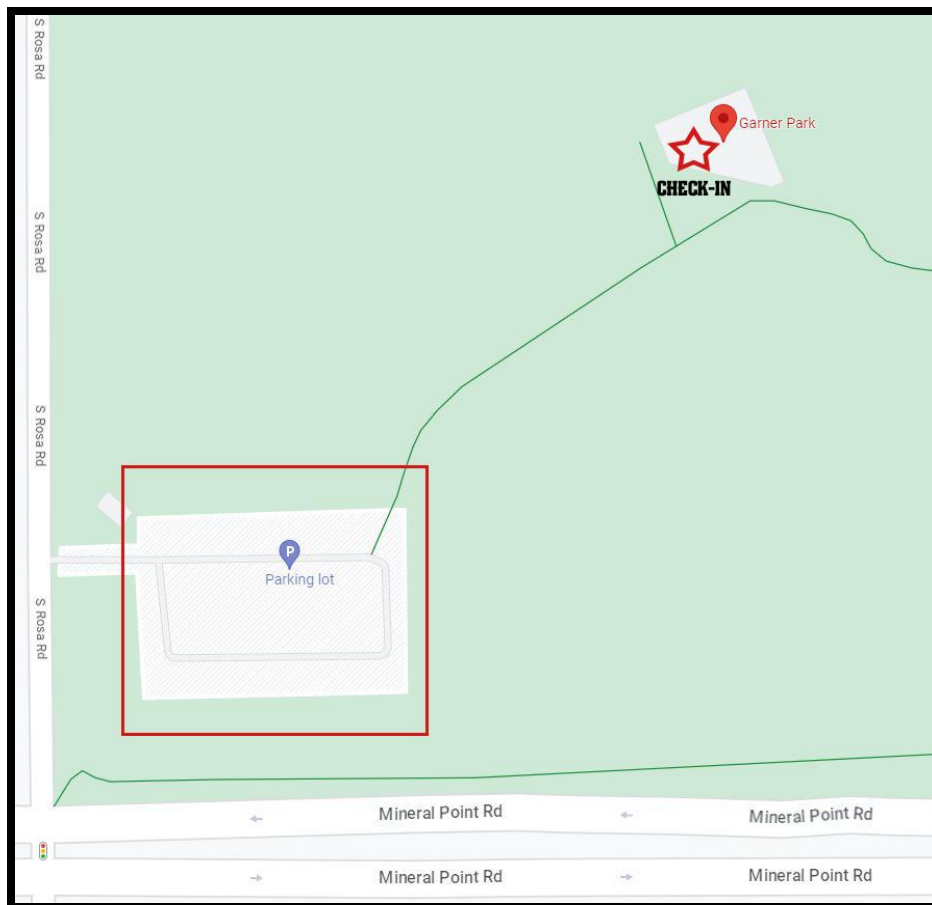 S Rosa Rd
Garner Park
CHECK-IN
S Rosa Rd
S Rosa Rd
P
Parking lot
S Rosa Rd
Mineral Point Rd
Mineral Point Rd
Mineral Point Rd
Mineral Point Rd